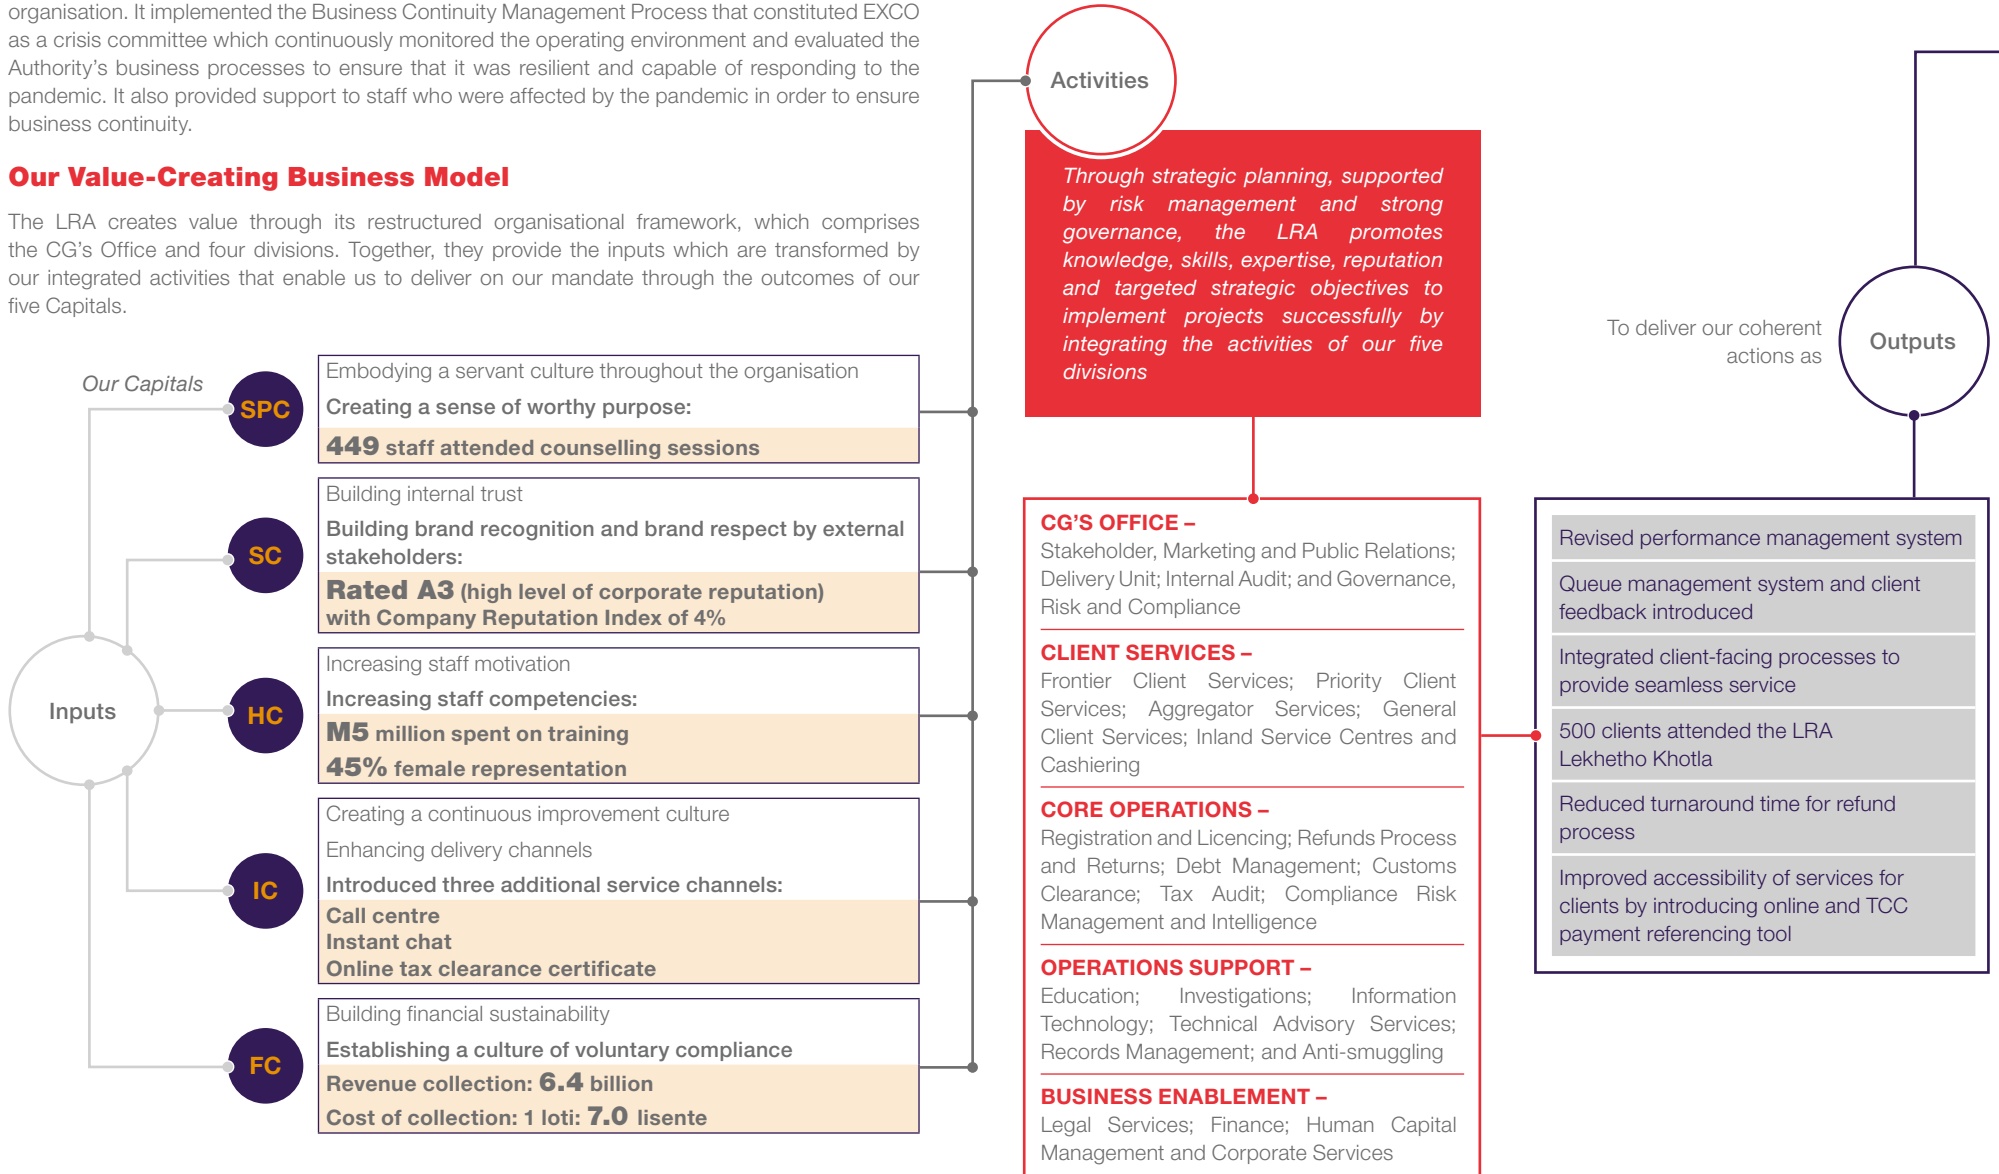 organisation. It implemented the Business Continuity Management Process that constituted EXCO
as a crisis committee which continuously monitored the operating environment and evaluated the
Authority's business processes to ensure that it was resilient and capable of responding to the
pandemic. It also provided support to staff who were affected by the pandemic in order to ensure
business continuity.
Our Value-Creating Business Model
The LRA creates value through its restructured organisational framework, which comprises
the CG's Office and four divisions. Together, they provide the inputs which are transformed by
our integrated activities that enable us to deliver on our mandate through the outcomes of our
five Capitals.
Our Capitals
Inputs
SPC
Embodying a servant culture throughout the organisation
Creating a sense of worthy purpose:
449 staff attended counselling sessions
SC
Building internal trust
Building brand recognition and brand respect by external
stakeholders:
Rated A3 (high level of corporate reputation)
with Company Reputation Index of 4%
HC
Increasing staff motivation
Increasing staff competencies:
M5 million spent on training
45% female representation
IC
Creating a continuous improvement culture
Enhancing delivery channels
Introduced three additional service channels:
Call centre
Instant chat
Online tax clearance certificate
FC
Building financial sustainability
Establishing a culture of voluntary compliance
Revenue collection: 6.4 billion
Cost of collection: 1 loti: 7.0 lisente
Activities
Through strategic planning, supported
by risk management and strong
governance, the LRA promotes
knowledge, skills, expertise, reputation
and targeted strategic objectives to
implement projects successfully by
integrating the activities of our five
divisions
CG'S OFFICE –
Stakeholder, Marketing and Public Relations;
Delivery Unit; Internal Audit; and Governance,
Risk and Compliance
CLIENT SERVICES –
Frontier Client Services; Priority Client
Services; Aggregator Services; General
Client Services; Inland Service Centres and
Cashiering
CORE OPERATIONS –
Registration and Licencing; Refunds Process
and Returns; Debt Management; Customs
Clearance; Tax Audit; Compliance Risk
Management and Intelligence
OPERATIONS SUPPORT –
Education; Investigations; Information
Technology; Technical Advisory Services;
Records Management; and Anti-smuggling
BUSINESS ENABLEMENT –
Legal Services; Finance; Human Capital
Management and Corporate Services
To deliver our coherent
actions as
Outputs
Revised performance management system
Queue management system and client
feedback introduced
Integrated client-facing processes to
provide seamless service
500 clients attended the LRA
Lekhetho Khotla
Reduced turnaround time for refund
process
Improved accessibility of services for
clients by introducing online and TCC
payment referencing tool